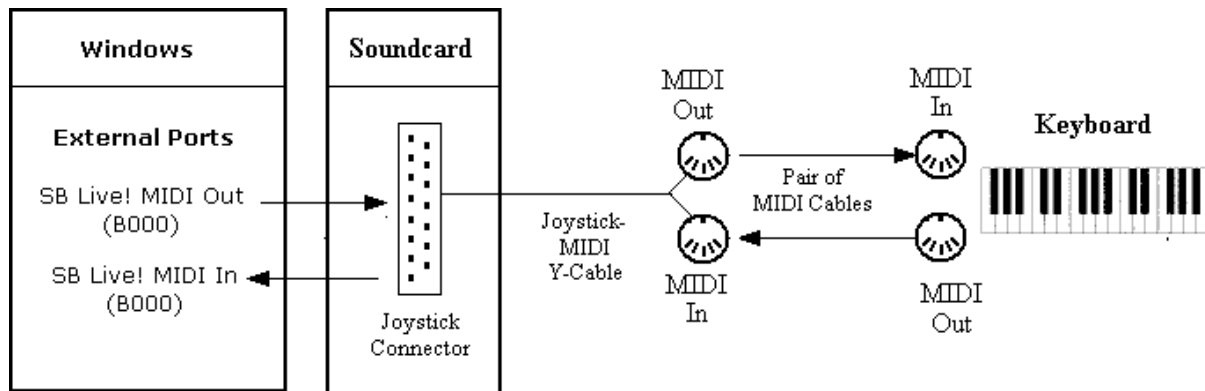 Windows
External Ports
SB Live! MIDI Out
(B000)
SB Live! MIDI In
(B000)
Soundcard
Joystick
Connector
Joystick-
MIDI
Y-Cable
MIDI
Out
MIDI
In
Pair of
MIDI Cables
MIDI
In
MIDI
Out
Keyboard